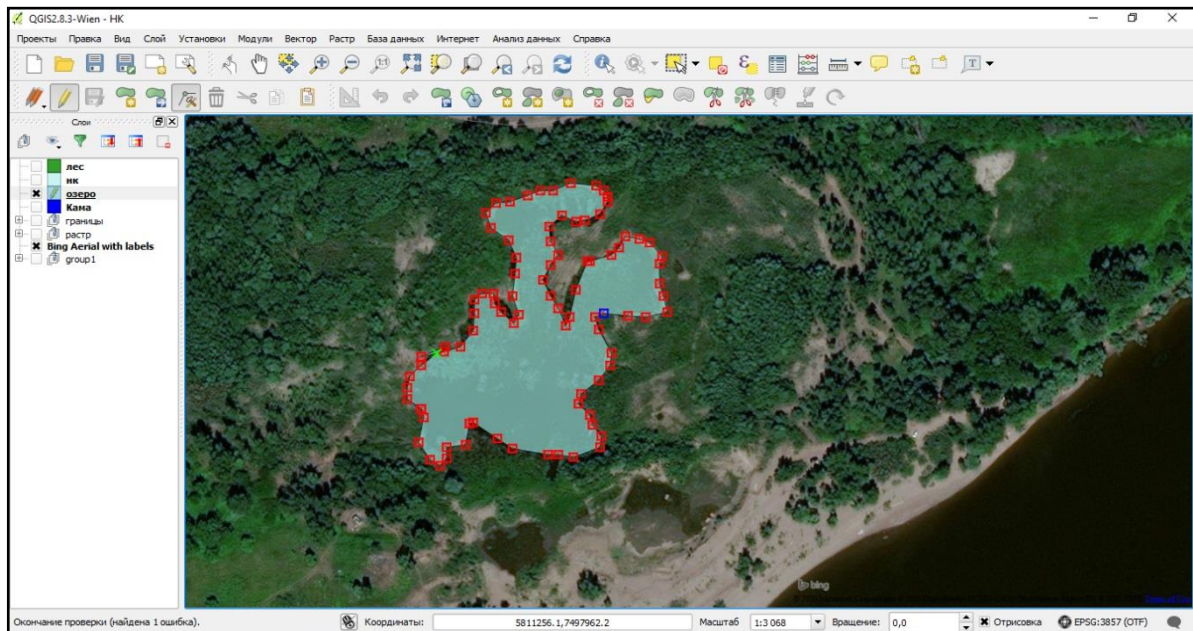 QGIS2.8.3-Wien - НК
Проекты Правка Вид Слой Установки Модули Вектор Растр База данных Интернет Анализ данных Справка
Слои
лес
нк
озеро
Кама
границы
растр
Bing Aerial with labels
group1
bing
Окончание проверки (найдена 1 ошибка). Координаты: 5811256.1,7497962.2 Масштаб 1:3 068 Вращение: 0,0 Отрисовка EPSG:3857 (OTF)